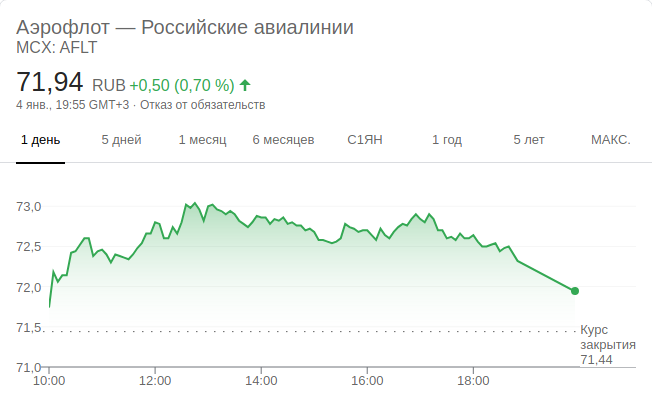 Аэрофлот — Российские авиалинии
MCX: AFLT
71,94 RUB +0,50 (0,70 %)
4 янв., 19:55 GMT+3 · Отказ от обязательств
1 день 5 дней 1 месяц 6 месяцев С1ЯН 1 год 5 лет МАКС.
73,0
72,5
72,0
71,5
Курс
закрытия
71,44
71,0
10:00 12:00 14:00 16:00 18:00